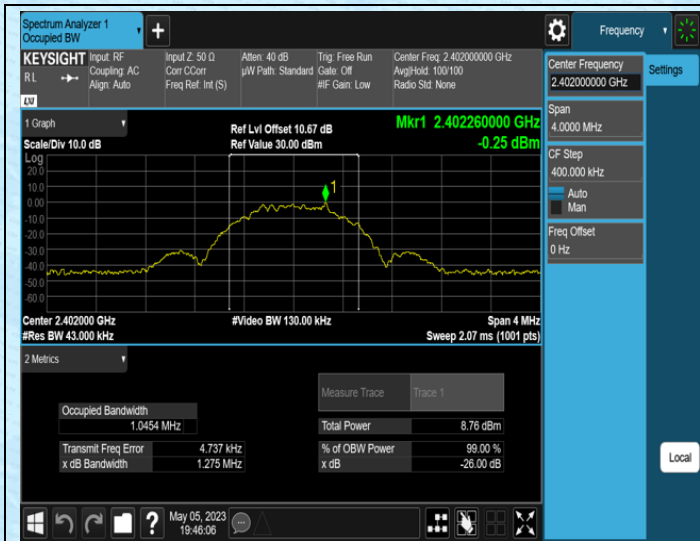 Spectrum Analyzer 1
Occupied BW
+
Frequency
KEYSIGHT
R L
LXI
Input: RF
Coupling: AC
Align: Auto
Input Z: 50 Ω
Corr CCorr
Freq Ref: Int (S)
Atten: 40 dB
µW Path: Standard
Trig: Free Run
Gate: Off
#IF Gain: Low
Center Freq: 2.402000000 GHz
Avg|Hold: 100/100
Radio Std: None
Center Frequency
2.402000000 GHz
Settings
Span
4.0000 MHz
CF Step
400.000 kHz
Auto
Man
Freq Offset
0 Hz
1 Graph
Scale/Div 10.0 dB
Ref Lvl Offset 10.67 dB
Ref Value 30.00 dBm
Mkr1 2.402260000 GHz
-0.25 dBm
Log
20.0
10.0
0.00
-10.0
-20.0
-30.0
-40.0
-50.0
-60.0
1
Center 2.402000 GHz
#Res BW 43.000 kHz
#Video BW 130.00 kHz
Span 4 MHz
Sweep 2.07 ms (1001 pts)
2 Metrics
Measure Trace
Trace 1
Occupied Bandwidth
1.0454 MHz
Total Power
8.76 dBm
Transmit Freq Error
4.737 kHz
% of OBW Power
99.00 %
x dB Bandwidth
1.275 MHz
x dB
-26.00 dB
Local
?
May 05, 2023
19:46:06